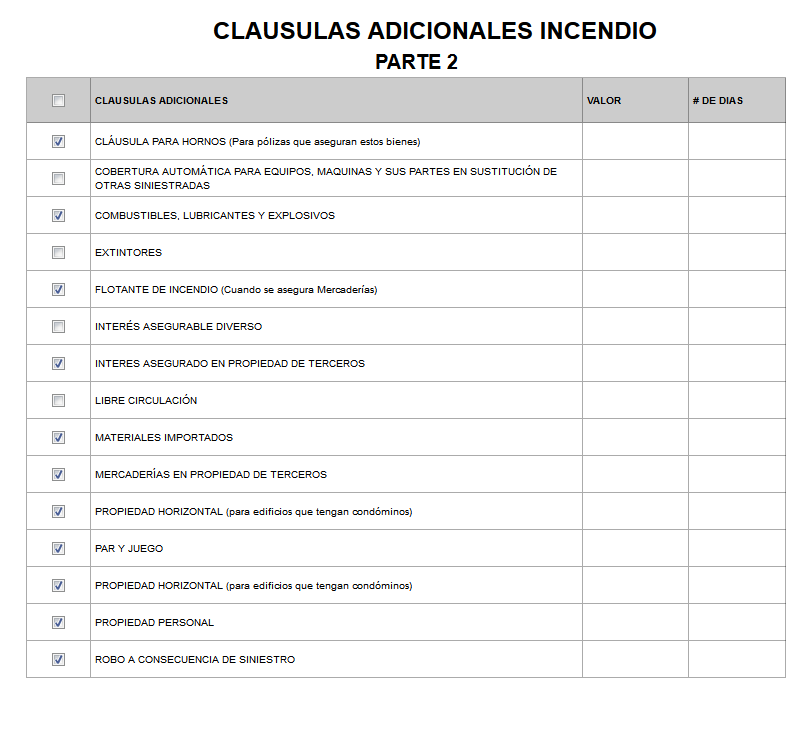 CLAUSULAS ADICIONALES INCENDIO
PARTE 2
CLAUSULAS ADICIONALES VALOR # DE DIAS
CLÁUSULA PARA HORNOS (Para pólizas que aseguran estos bienes)
COBERTURA AUTOMÁTICA PARA EQUIPOS, MAQUINAS Y SUS PARTES EN SUSTITUCIÓN DE
OTRAS SINIESTRADAS
COMBUSTIBLES, LUBRICANTES Y EXPLOSIVOS
EXTINTORES
FLOTANTE DE INCENDIO (Cuando se asegura Mercaderías)
INTERÉS ASEGURABLE DIVERSO
INTERES ASEGURADO EN PROPIEDAD DE TERCEROS
LIBRE CIRCULACIÓN
MATERIALES IMPORTADOS
MERCADERÍAS EN PROPIEDAD DE TERCEROS
PROPIEDAD HORIZONTAL (para edificios que tengan condóminos)
PAR Y JUEGO
PROPIEDAD HORIZONTAL (para edificios que tengan condóminos)
PROPIEDAD PERSONAL
ROBO A CONSECUENCIA DE SINIESTRO